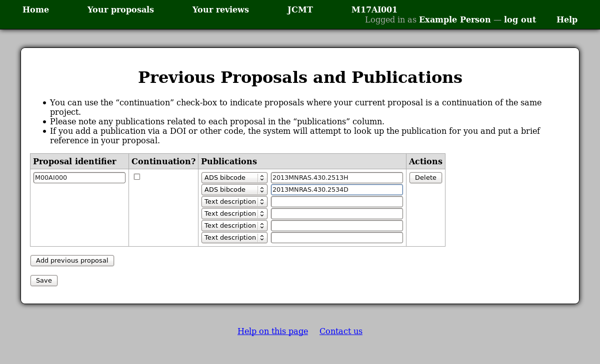 Home Your proposals Your reviews JCMT M17AI001
Logged in as Example Person — log out Help
Previous Proposals and Publications
• You can use the “continuation” check-box to indicate proposals where your current proposal is a continuation of the same
project.
• Please note any publications related to each proposal in the “publications” column.
• If you add a publication via a DOI or other code, the system will attempt to look up the publication for you and put a brief
reference in your proposal.
Proposal identifier Continuation? Publications Actions
M00AI000 ADS bibcode 2013MNRAS.430.2513H Delete
ADS bibcode 2013MNRAS.430.2534D
Text description
Text description
Text description
Text description
Add previous proposal
Save
Help on this page Contact us